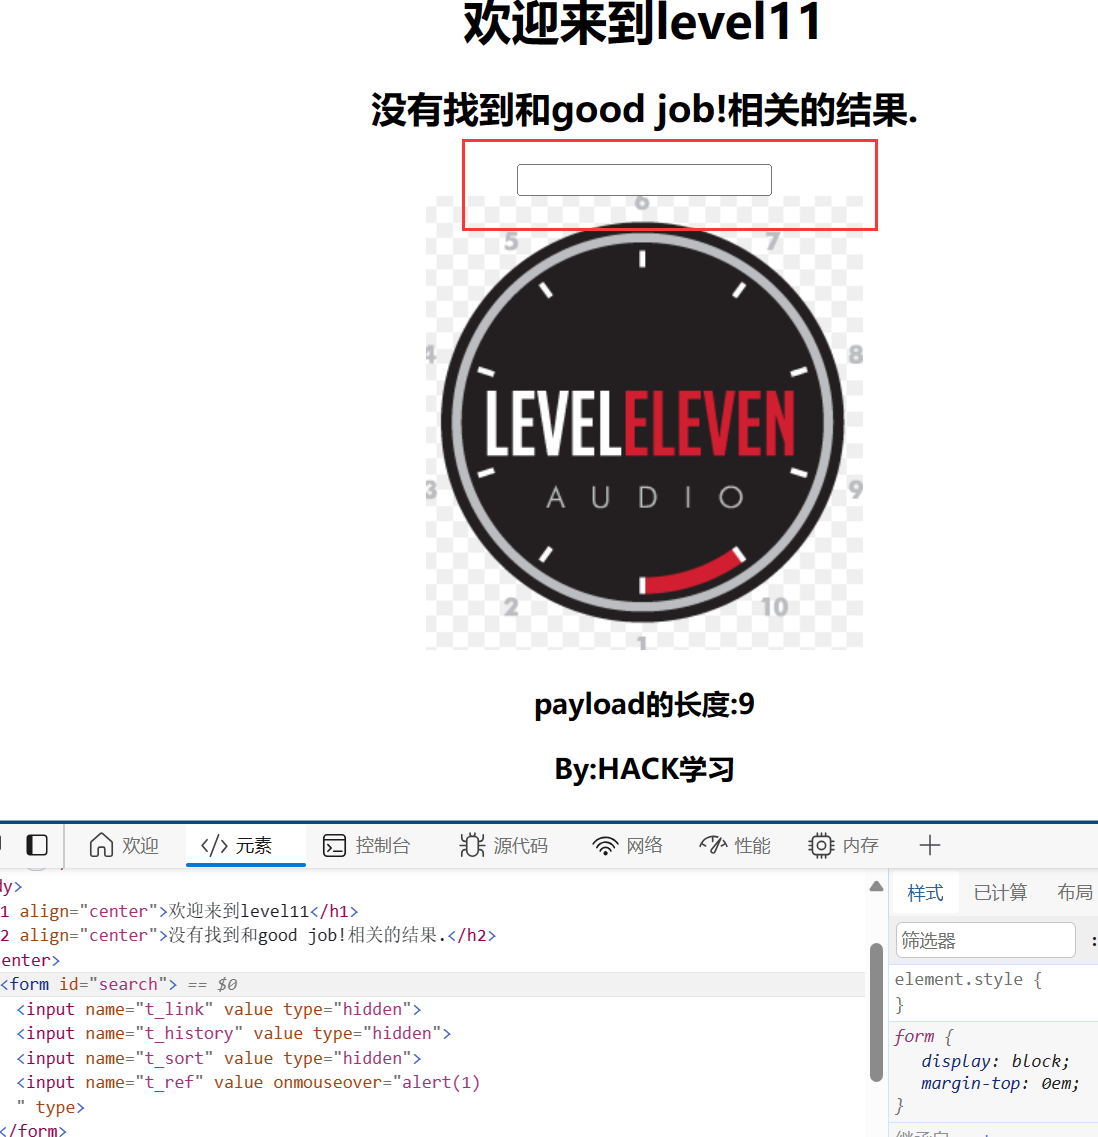 欢迎来到level11
没有找到和good job!相关的结果.
6
5 7
4 8
LEVELELEVEN
AUDIO
3 9
2 10
1
payload的长度:9
By:HACK学习
欢迎 元素 控制台 源代码 网络 性能 内存
dy>
1 align="center">欢迎来到level11</h1>
2 align="center">没有找到和good job!相关的结果.</h2>
enter>
<form id="search"> == $0
<input name="t_link" value type="hidden">
<input name="t_history" value type="hidden">
<input name="t_sort" value type="hidden">
<input name="t_ref" value onmouseover="alert(1)
" type>
</form>
样式 已计算 布局
筛选器
:
element.style {
}
form {
display: block;
margin-top: 0em;
}